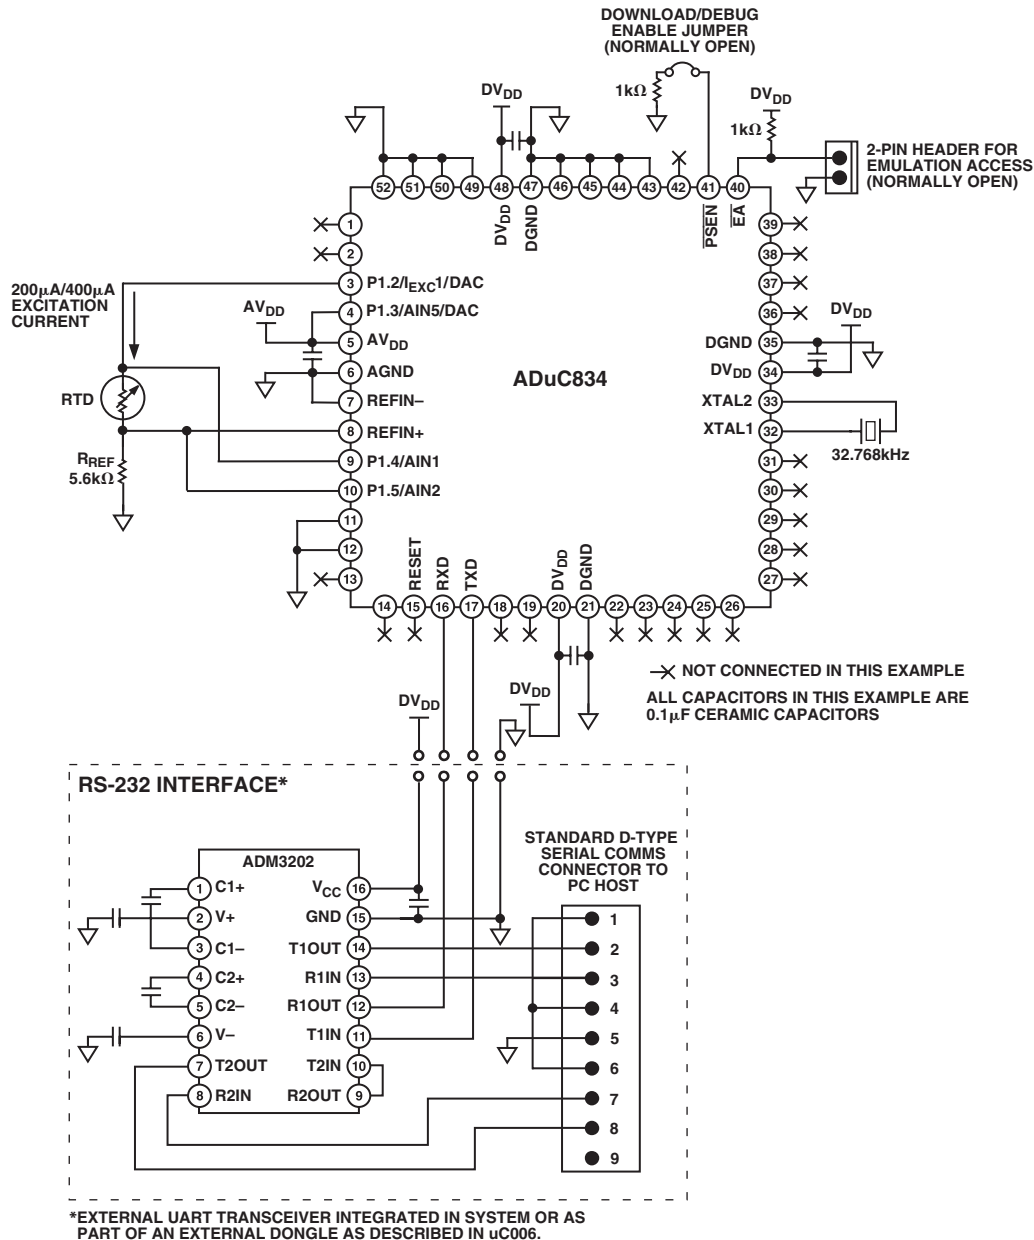 DOWNLOAD/DEBUG
ENABLE JUMPER
(NORMALLY OPEN)
1kΩ
DVDD
DVDD
1kΩ
2-PIN HEADER FOR
EMULATION ACCESS
(NORMALLY OPEN)
52 51 50 49 48 47 46 45 44 43 42 41 40
DVDD
DGND
PSEN
EA
1
2
3 P1.2/IEXC1/DAC
4 P1.3/AIN5/DAC
5 AVDD
6 AGND
7 REFIN–
8 REFIN+
9 P1.4/AIN1
10 P1.5/AIN2
11
12
13
200μA/400μA
EXCITATION
CURRENT
AVDD
RTD
RREF
5.6kΩ
ADuC834
39
38
37
36
DGND 35
DVDD 34
XTAL2 33
XTAL1 32
31
30
29
28
27
DVDD
32.768kHz
RESET
RXD
TXD
DVDD
DGND
14 15 16 17 18 19 20 21 22 23 24 25 26
NOT CONNECTED IN THIS EXAMPLE
ALL CAPACITORS IN THIS EXAMPLE ARE
0.1μF CERAMIC CAPACITORS
DVDD
DVDD
RS-232 INTERFACE*
ADM3202
1 C1+
2 V+
3 C1–
4 C2+
5 C2–
6 V–
7 T2OUT
8 R2IN
VCC 16
GND 15
T1OUT 14
R1IN 13
R1OUT 12
T1IN 11
T2IN 10
R2OUT 9
STANDARD D-TYPE
SERIAL COMMS
CONNECTOR TO
PC HOST
1
2
3
4
5
6
7
8
9
*EXTERNAL UART TRANSCEIVER INTEGRATED IN SYSTEM OR AS
PART OF AN EXTERNAL DONGLE AS DESCRIBED IN uC006.